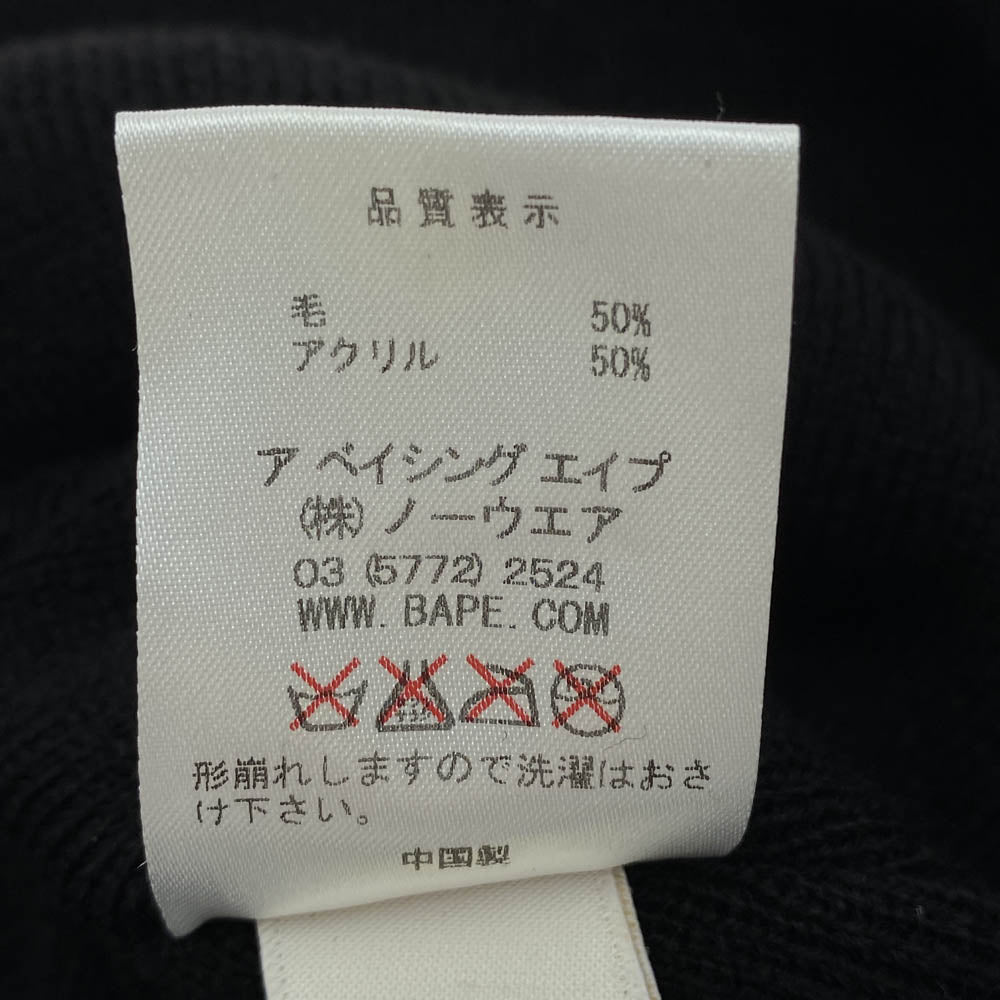 品質表示
毛 50%
アクリル 50%
ア ベイシング エイプ
(株) ノーウエア
03 (5772) 2524
WWW. BAPE. COM
形崩れしますので洗濯はおさ
け下さい。
中国製